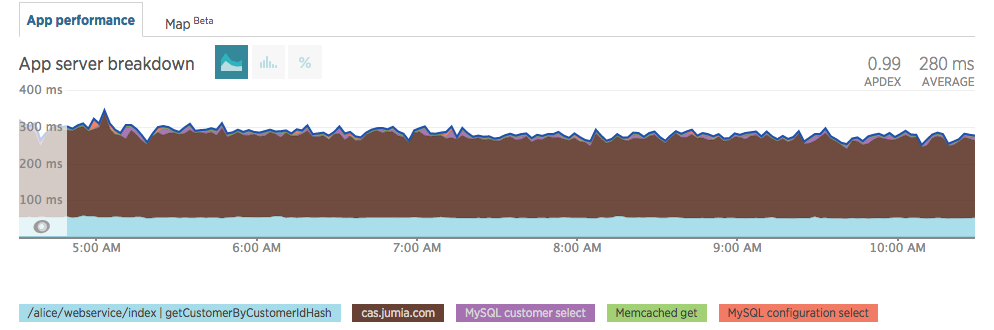 App performance
Map Beta
App server breakdown
%
0.99
APDEX
280 ms
AVERAGE
400 ms
300 ms
200 ms
100 ms
5:00 AM
6:00 AM
7:00 AM
8:00 AM
9:00 AM
10:00 AM
/alice/webservice/index | getCustomerByCustomerIdHash
cas.jumia.com
MySQL customer select
Memcached get
MySQL configuration select